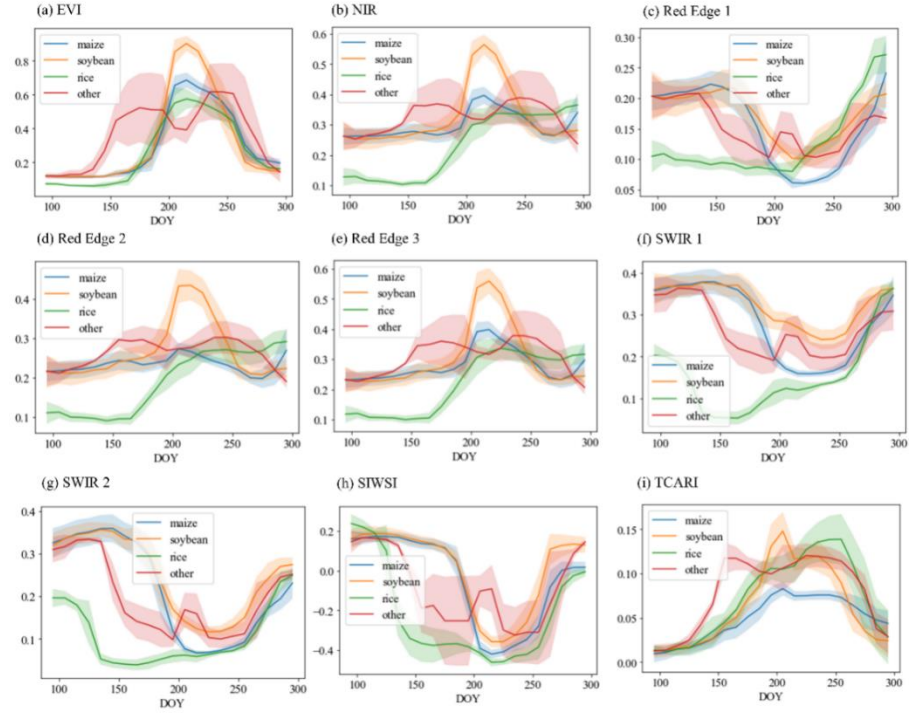 (a) EVI
maize
soybean
rice
other
0.8
0.6
0.4
0.2
100 150 200 250 300
DOY
(b) NIR
maize
soybean
rice
other
0.6
0.5
0.4
0.3
0.2
0.1
100 150 200 250 300
DOY
(c) Red Edge 1
maize
soybean
rice
other
0.30
0.25
0.20
0.15
0.10
0.05
100 150 200 250 300
DOY
(d) Red Edge 2
maize
soybean
rice
other
0.4
0.3
0.2
0.1
100 150 200 250 300
DOY
(e) Red Edge 3
maize
soybean
rice
other
0.6
0.5
0.4
0.3
0.2
0.1
100 150 200 250 300
DOY
(f) SWIR 1
maize
soybean
rice
other
0.4
0.3
0.2
0.1
100 150 200 250 300
DOY
(g) SWIR 2
maize
soybean
rice
other
0.4
0.3
0.2
0.1
100 150 200 250 300
DOY
(h) SIWSI
maize
soybean
rice
other
0.2
0.0
-0.2
-0.4
100 150 200 250 300
DOY
(i) TCARI
maize
soybean
rice
other
0.15
0.10
0.05
0.00
100 150 200 250 300
DOY